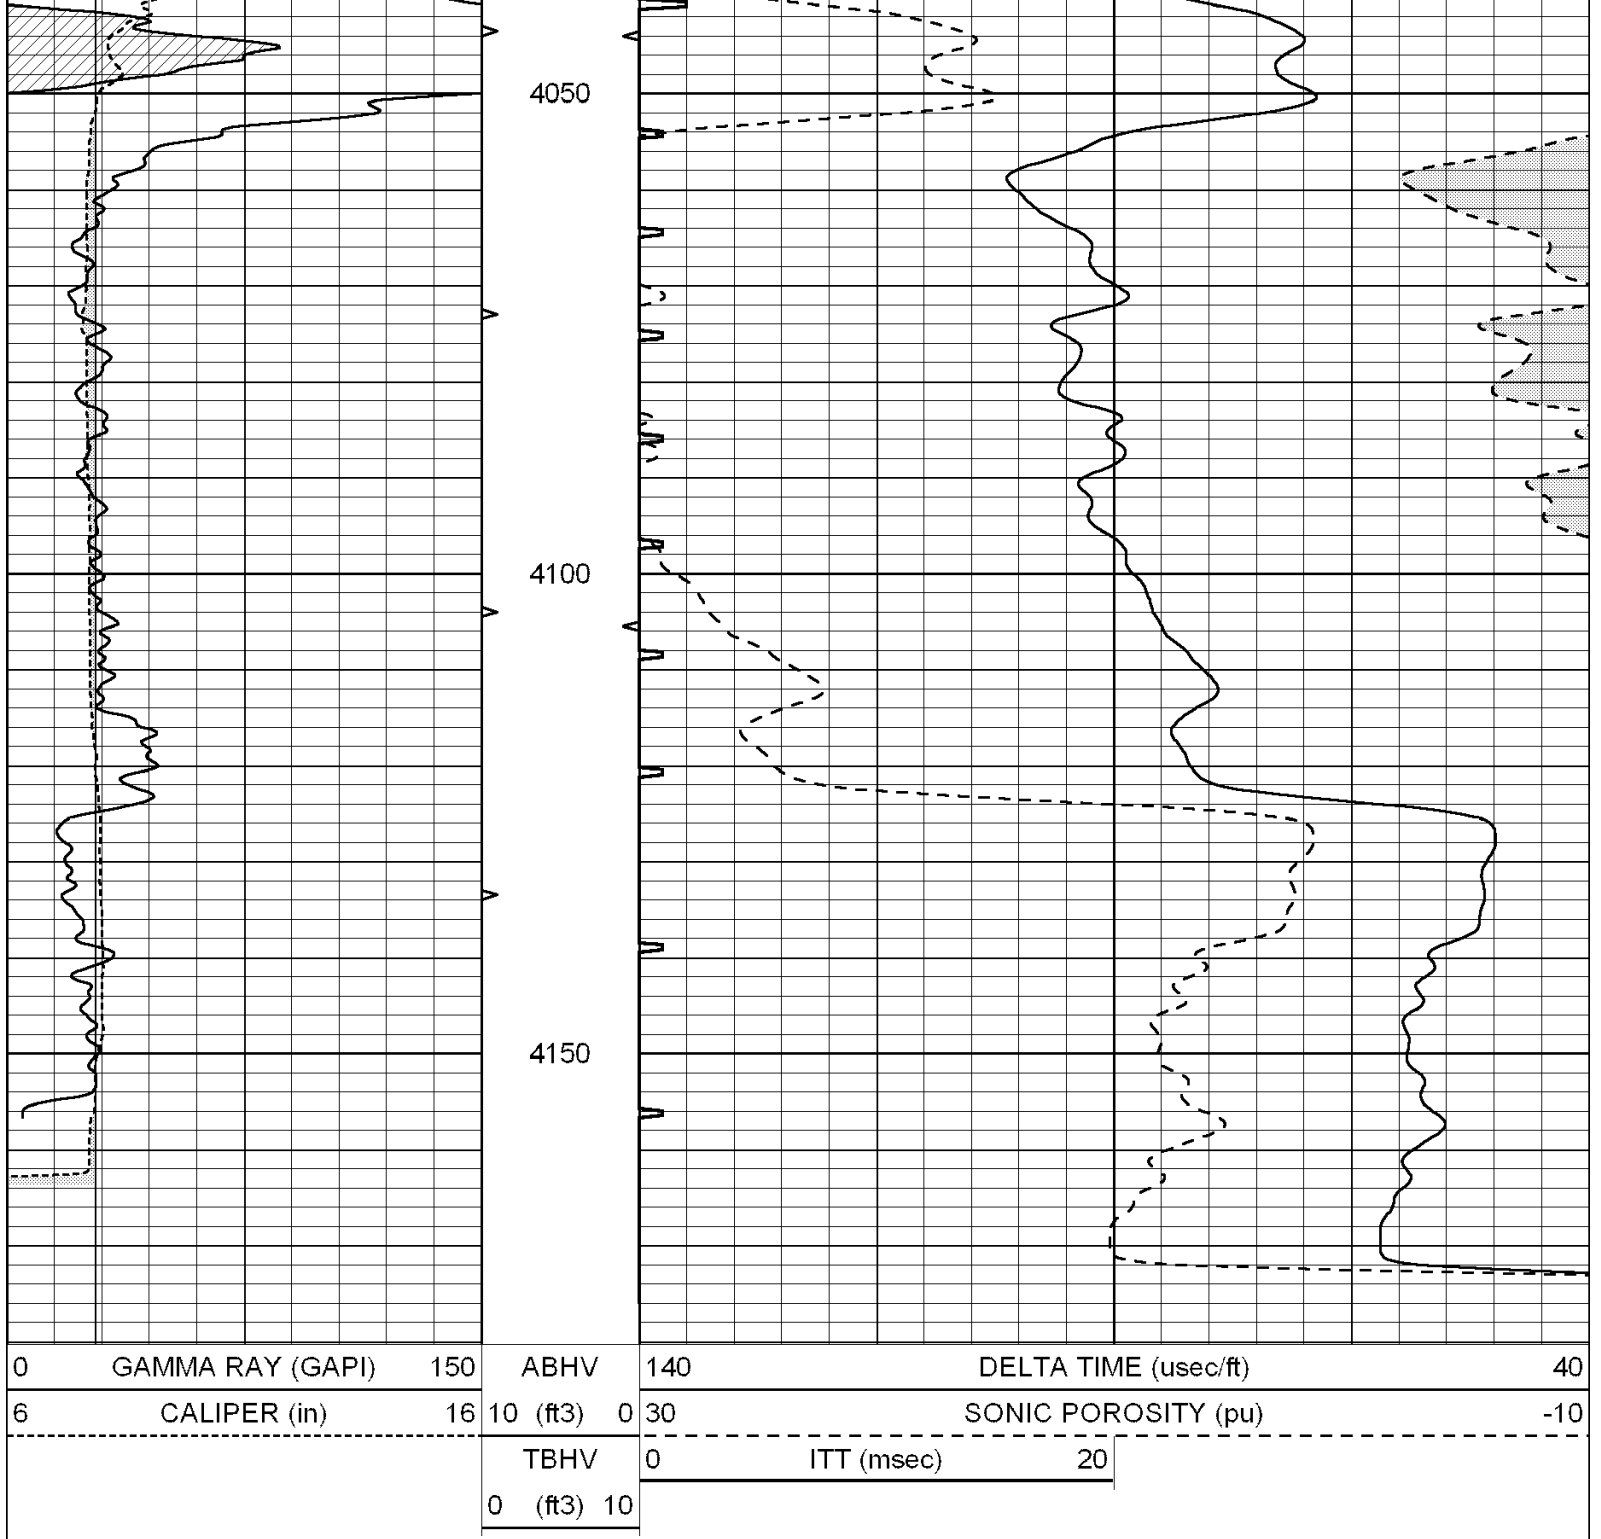 4050
4100
4150
0 GAMMA RAY (GAPI) 150 ABHV 140 DELTA TIME (usec/ft) 40
6 CALIPER (in) 16 10 (ft3) 0 30 SONIC POROSITY (pu) -10
TBHV 0 ITT (msec) 20
0 (ft3) 10